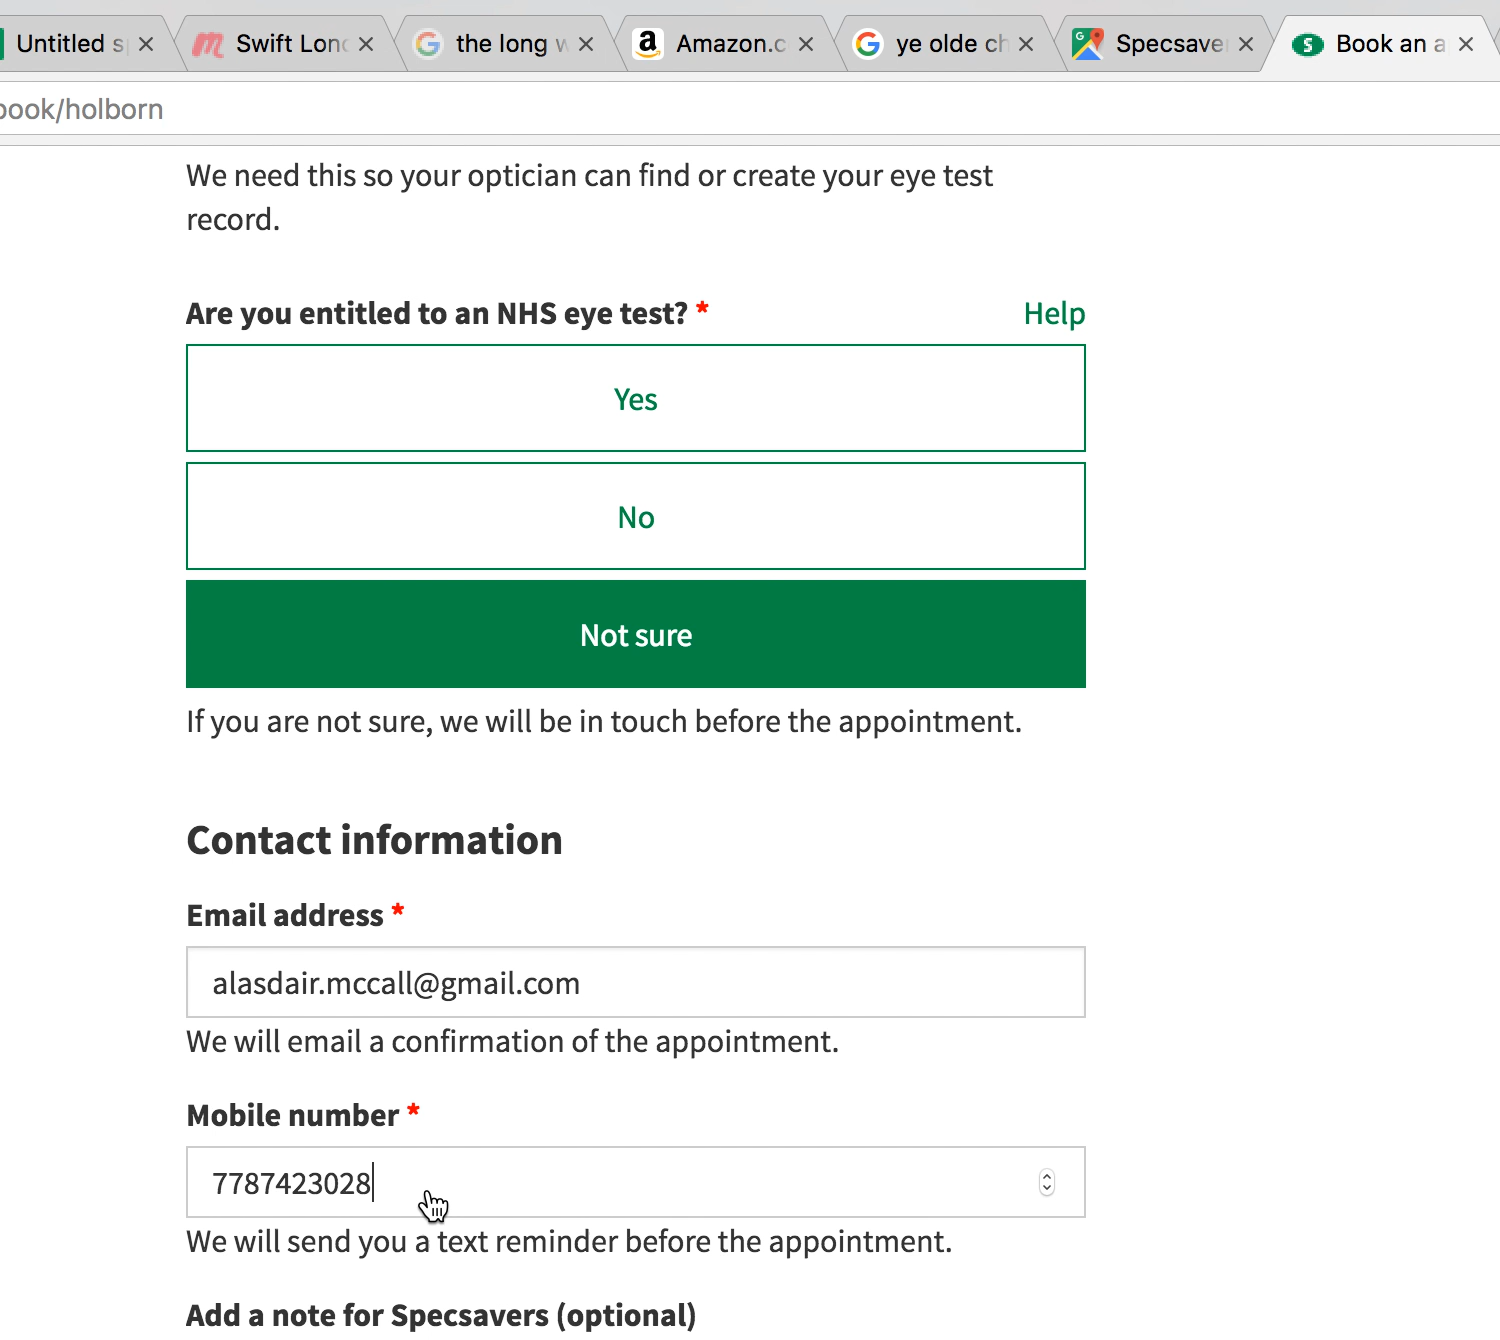 Untitled s
Swift Lon
the long w
Amazon.c
ye olde ch
Specsave
Book an a
book/holborn
We need this so your optician can find or create your eye test
record.
Are you entitled to an NHS eye test? *
Help
Yes
No
Not sure
If you are not sure, we will be in touch before the appointment.
Contact information
Email address *
alasdair.mccall@gmail.com
We will email a confirmation of the appointment.
Mobile number *
7787423028
We will send you a text reminder before the appointment.
Add a note for Specsavers (optional)